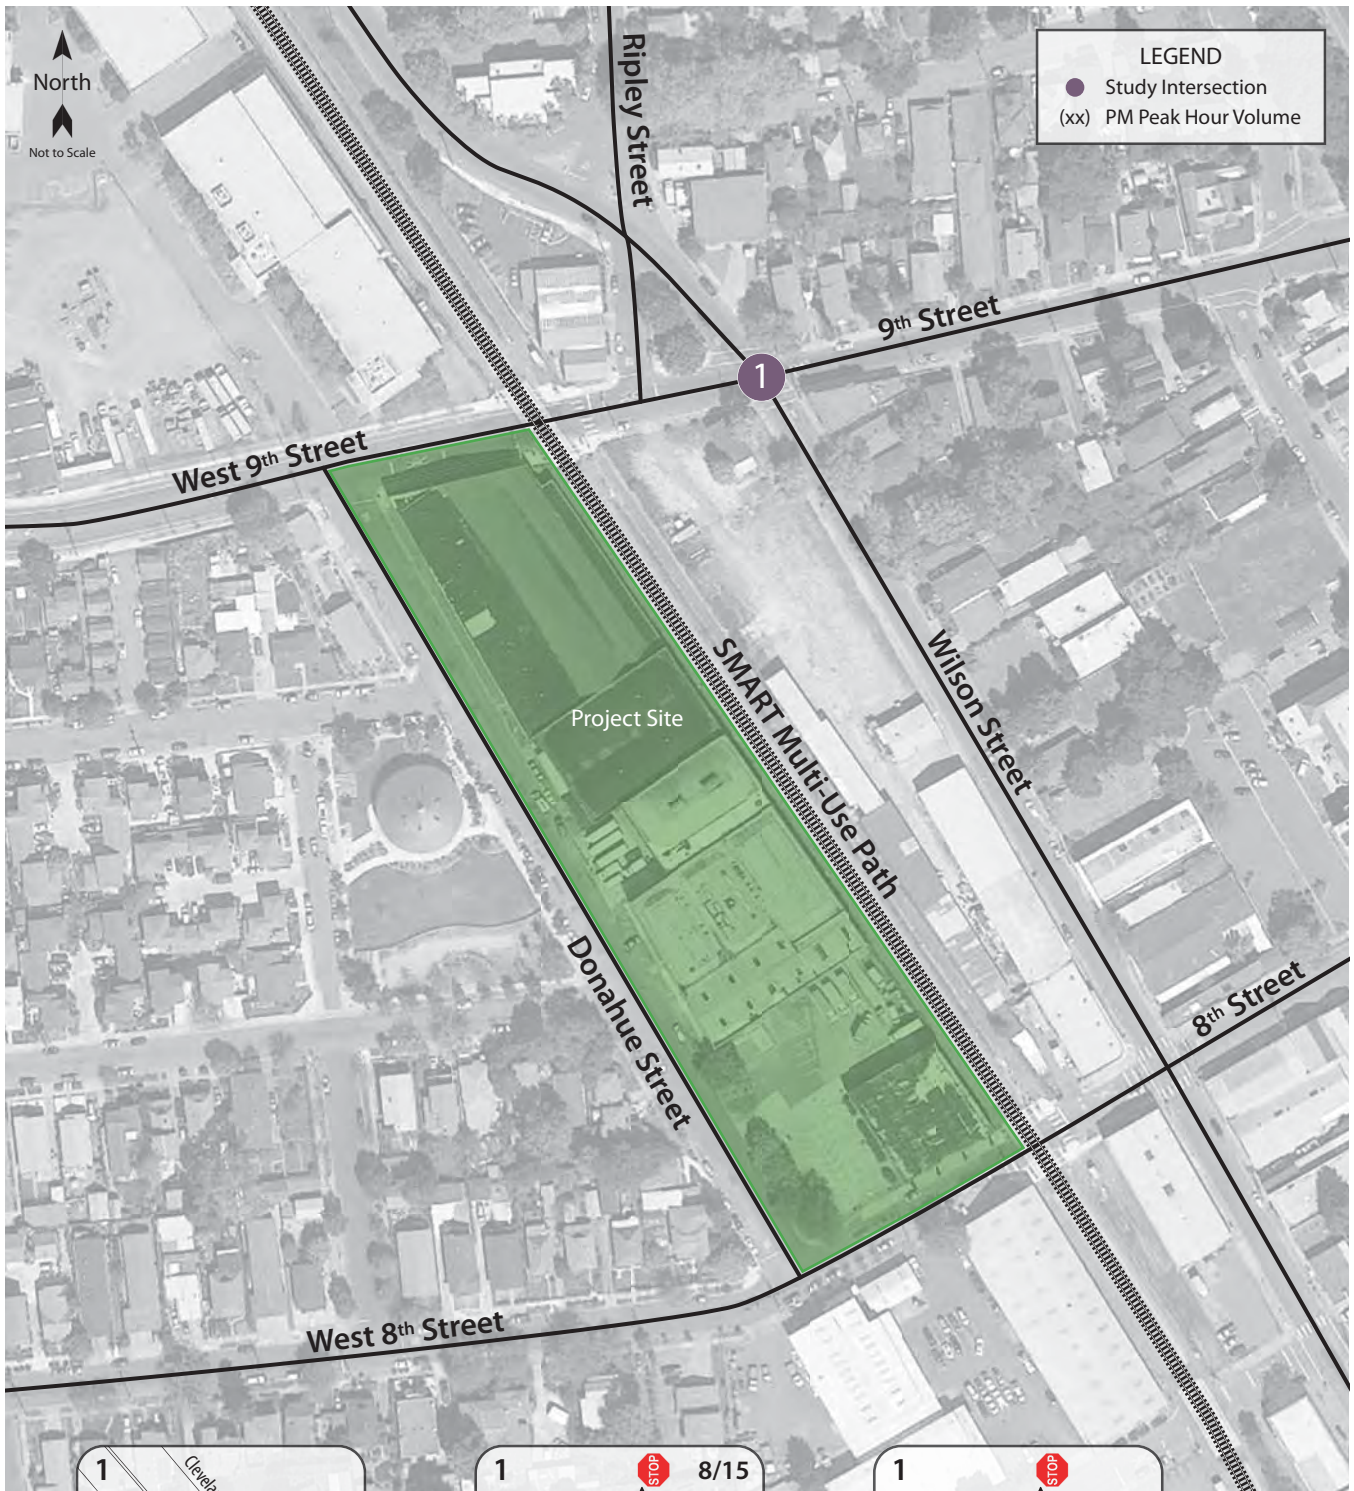 North
Not to Scale
LEGEND
Study Intersection
(xx) PM Peak Hour Volume
Ripley Street
9th Street
1
West 9th Street
Project Site
SMART Multi-Use Path
Wilson Street
Donahue Street
8th Street
West 8th Street
1
1
STOP
8/15
1
STOP